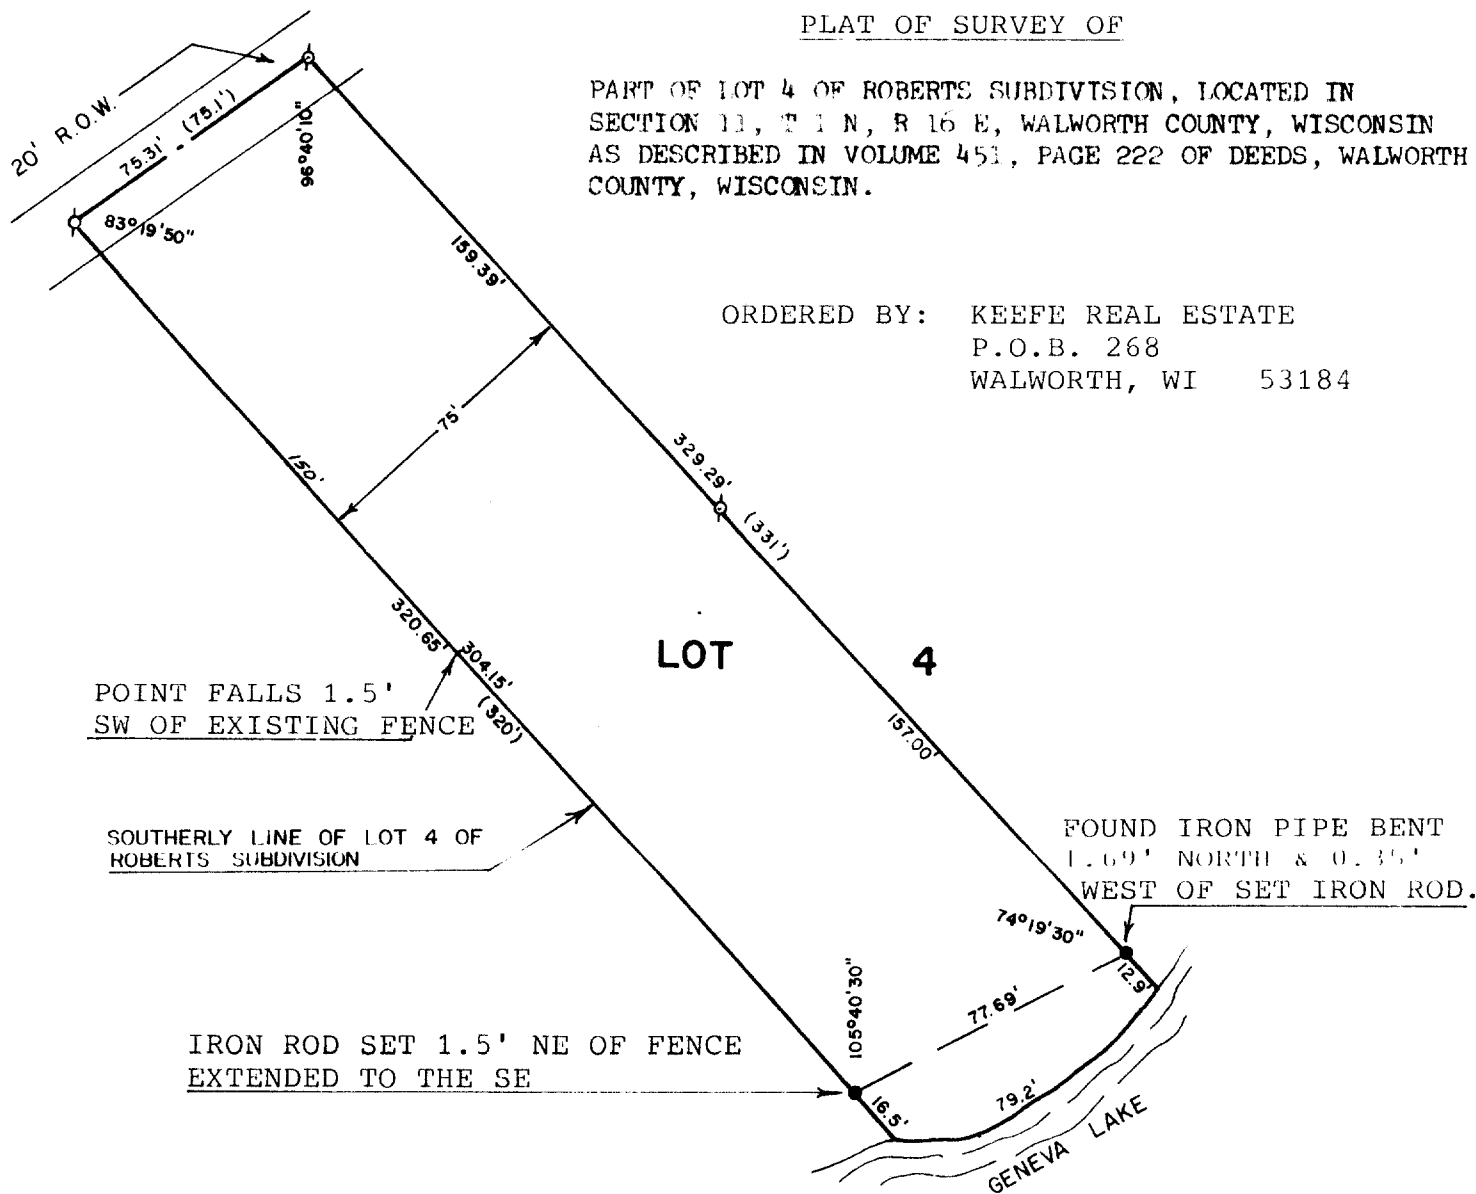 PLAT OF SURVEY OF
PART OF LOT 4 OF ROBERTS SUBDIVISION, LOCATED IN
SECTION 11, T 1 N, R 16 E, WALWORTH COUNTY, WISCONSIN
AS DESCRIBED IN VOLUME 451, PAGE 222 OF DEEDS, WALWORTH
COUNTY, WISCONSIN.
20' R.O.W.
75.31' - (75.1')
96°40'10"
83°19'50"
159.39'
ORDERED BY: KEEFE REAL ESTATE
P.O.B. 268
WALWORTH, WI 53184
75'
150'
329.29'
(331')
320.65'
304.15'
(320')
LOT 4
POINT FALLS 1.5'
SW OF EXISTING FENCE
157.00'
SOUTHERLY LINE OF LOT 4 OF
ROBERTS SUBDIVISION
FOUND IRON PIPE BENT
1.69' NORTH & 0.35'
WEST OF SET IRON ROD.
74°19'30"
12.9'
105°40'30"
77.69'
IRON ROD SET 1.5' NE OF FENCE
EXTENDED TO THE SE
16.5'
79.2'
GENEVA LAKE